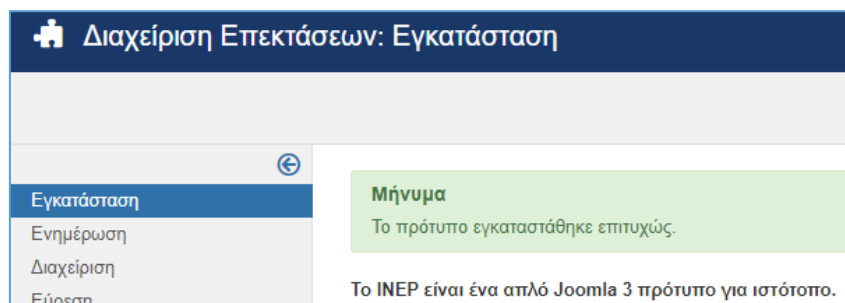 Διαχείριση Επεκτάσεων: Εγκατάσταση
Εγκατάσταση
Ενημέρωση
Διαχείριση
Εύρεση
Μήνυμα
Το πρότυπο εγκαταστάθηκε επιτυχώς.
Το INEP είναι ένα απλό Joomla 3 πρότυπο για ιστότοπο.